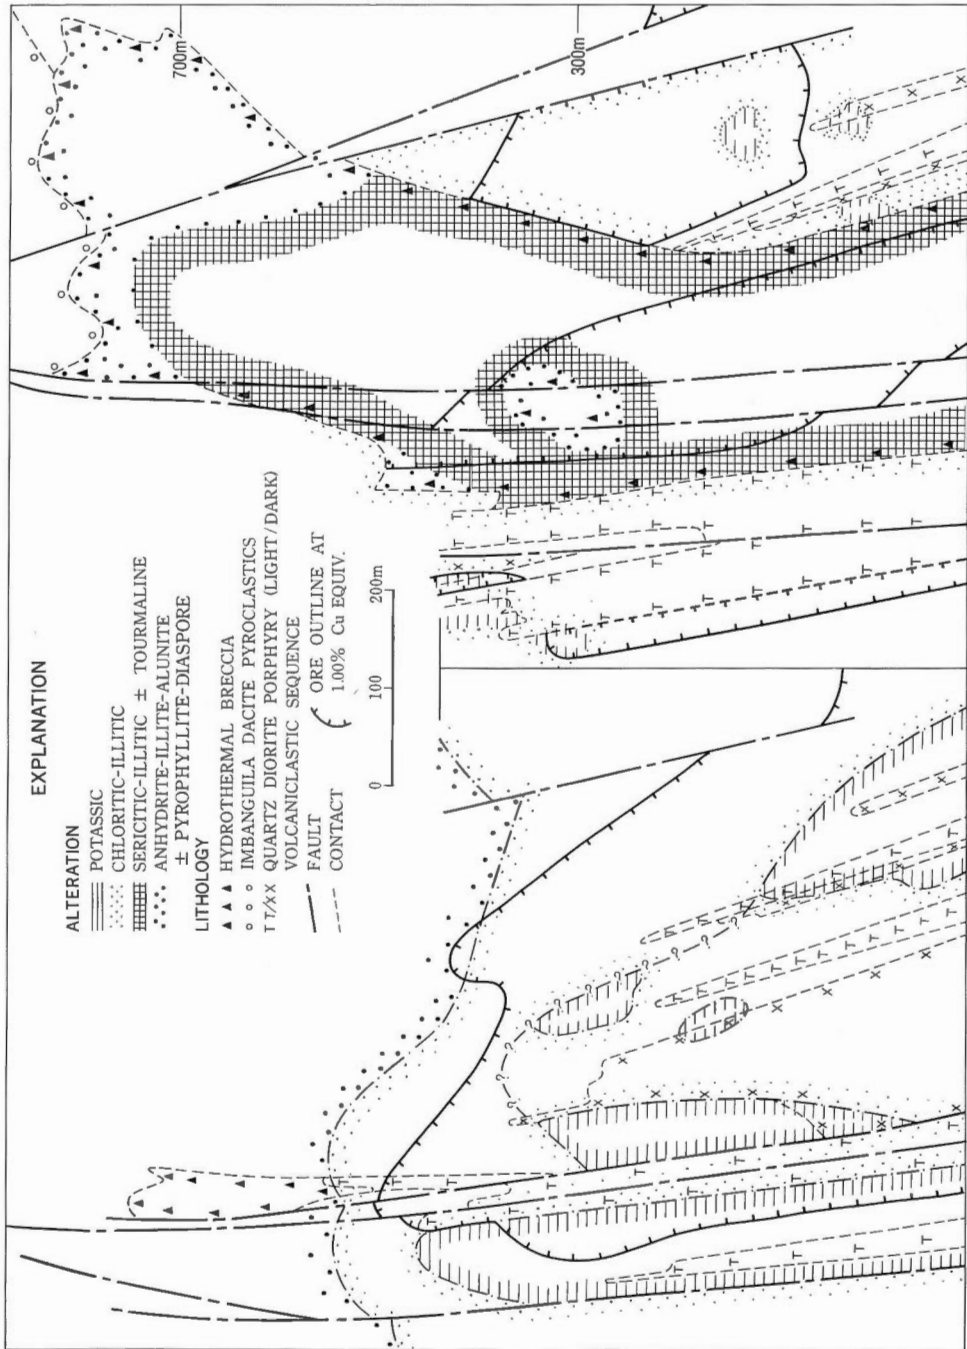 700m
300m
EXPLANATION
ALTERATION
POTASSIC
CHLORITIC-ILLITIC
SERICITIC-ILLITIC ± TOURMALINE
ANHYDRITE-ILLITE-ALUNITE
± PYROPHYLLITE-DIASPORE
LITHOLOGY
HYDROTHERMAL BRECCIA
IMBANGUILA DACITE PYROCLASTICS
T T/XX QUARTZ DIORITE PORPHYRY (LIGHT/DARK)
VOLCANICLASTIC SEQUENCE
FAULT
CONTACT
ORE OUTLINE AT
1.00% Cu EQUIV.
0 100 200m